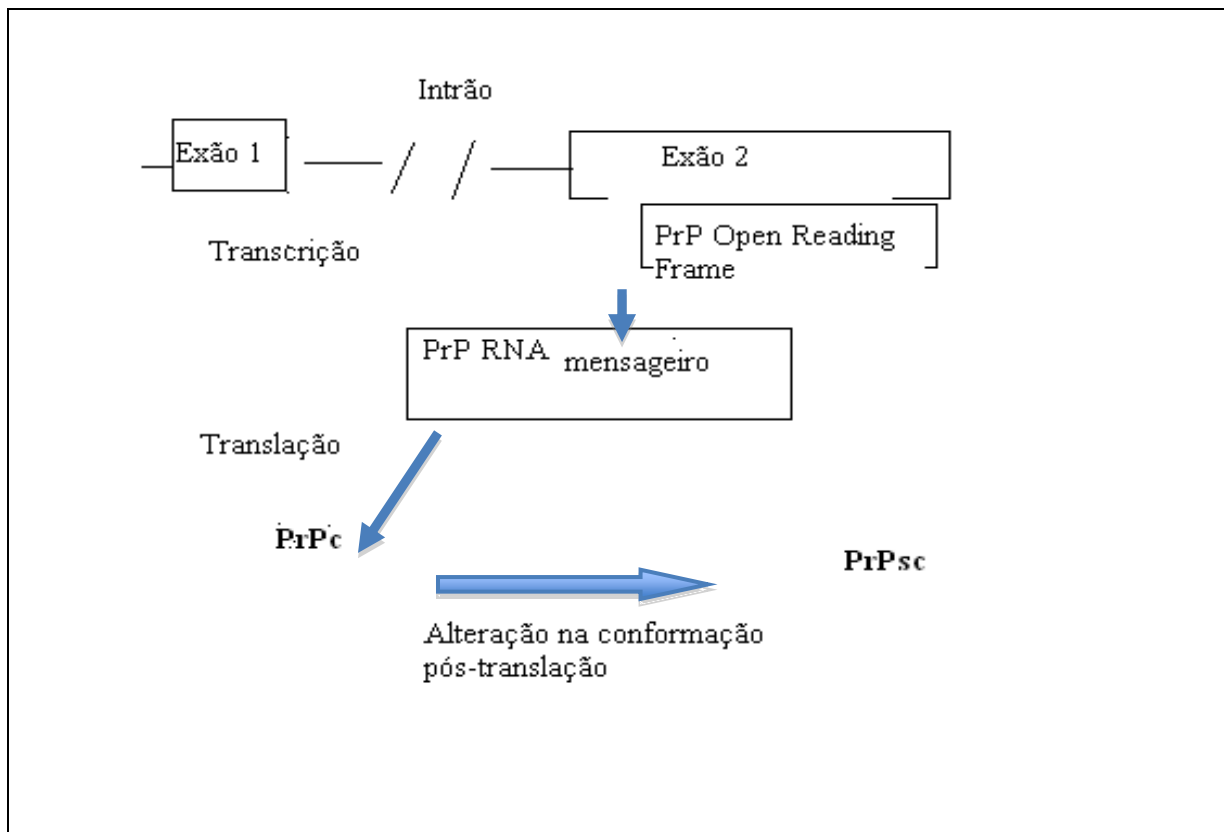 Intrão
Exão 1
Exão 2
PrP Open Reading
Frame
Transcrição
PrP RNA mensageiro
Translação
PrPc
PrPsc
Alteração na conformação
pós-translação